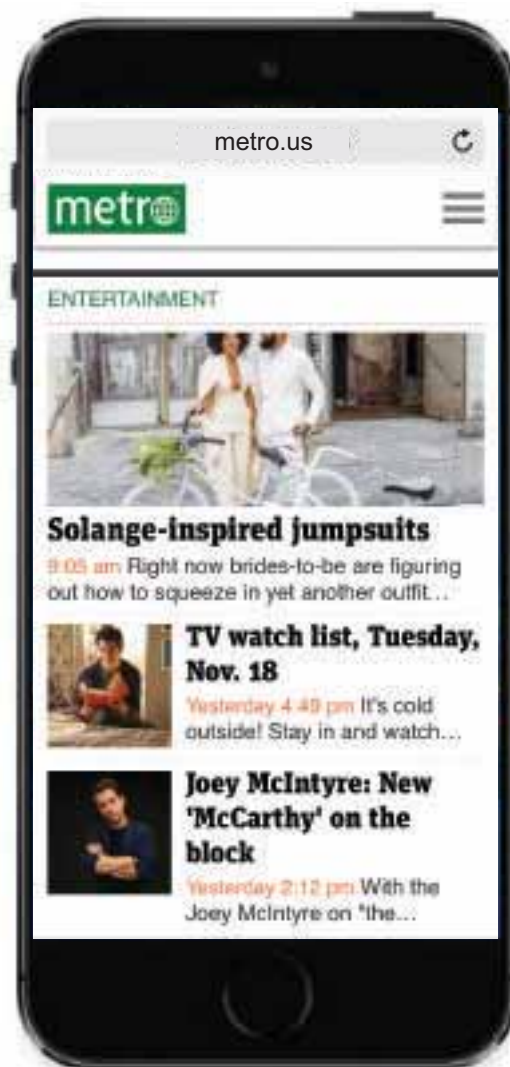 metro.us
metro
ENTERTAINMENT
Solange-inspired jumpsuits
9:05 am Right now brides-to-be are figuring
out how to squeeze in yet another outfit...
TV watch list, Tuesday,
Nov. 18
Yesterday 4:49 pm It's cold
outside! Stay in and watch...
Joey McIntyre: New
'McCarthy' on the
block
Yesterday 2:12 pm With the
Joey McIntyre on "the...